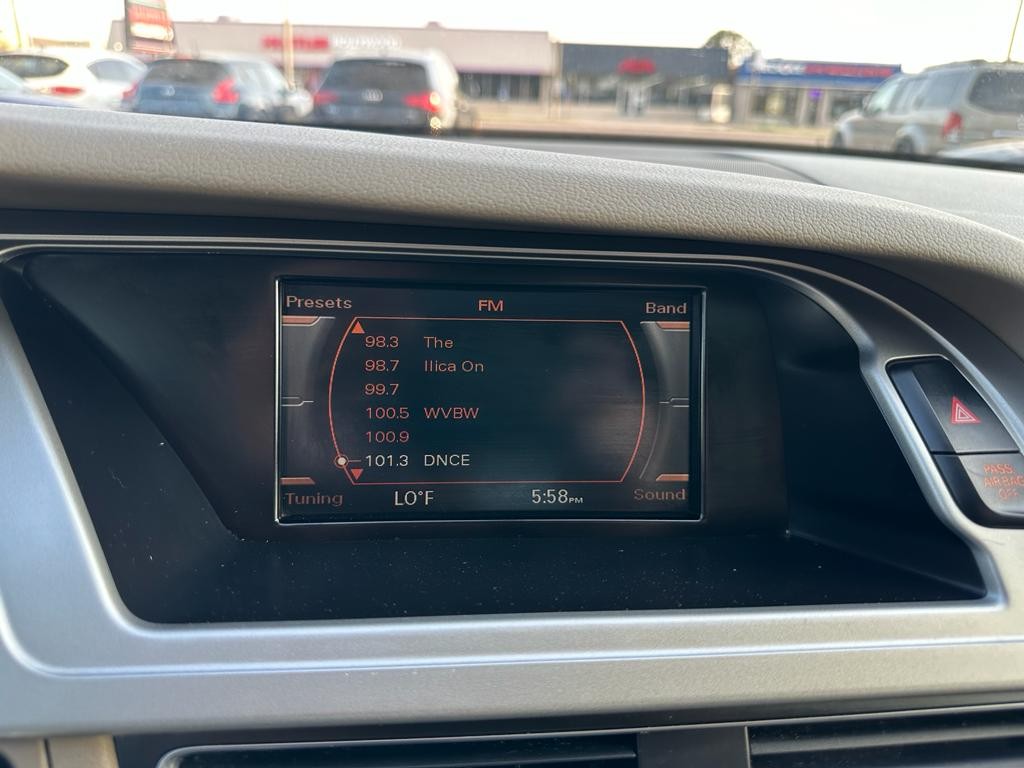 Presets FM Band
98.3 The
98.7 llica On
99.7
100.5 WVBW
100.9
101.3 DNCE
Tuning LO°F 5:58PM Sound
PASS
AIRBAG
OFF